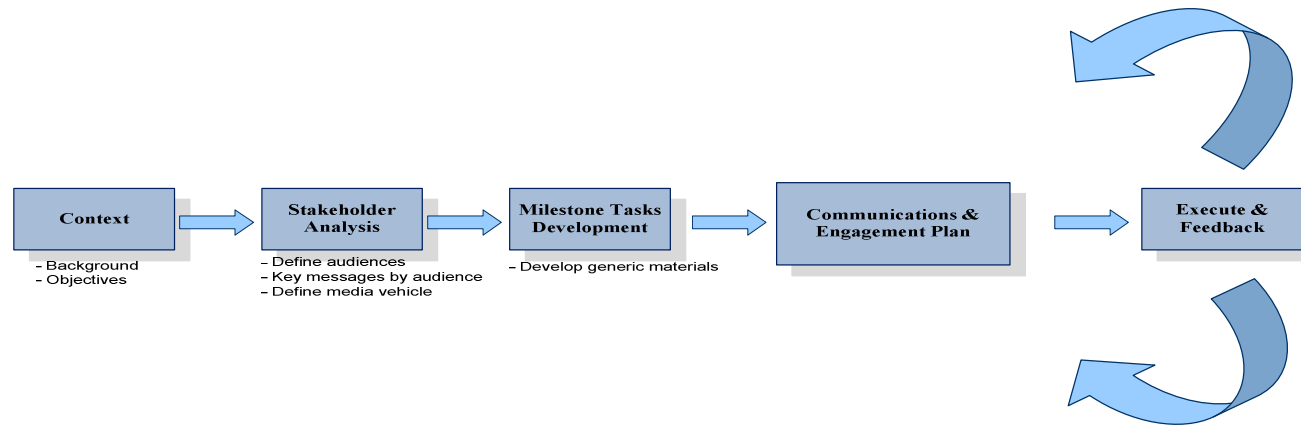 Context
– Background
– Objectives
Stakeholder
Analysis
– Define audiences
– Key messages by audience
– Define media vehicle
Milestone Tasks
Development
– Develop generic materials
Communications &
Engagement Plan
Execute &
Feedback